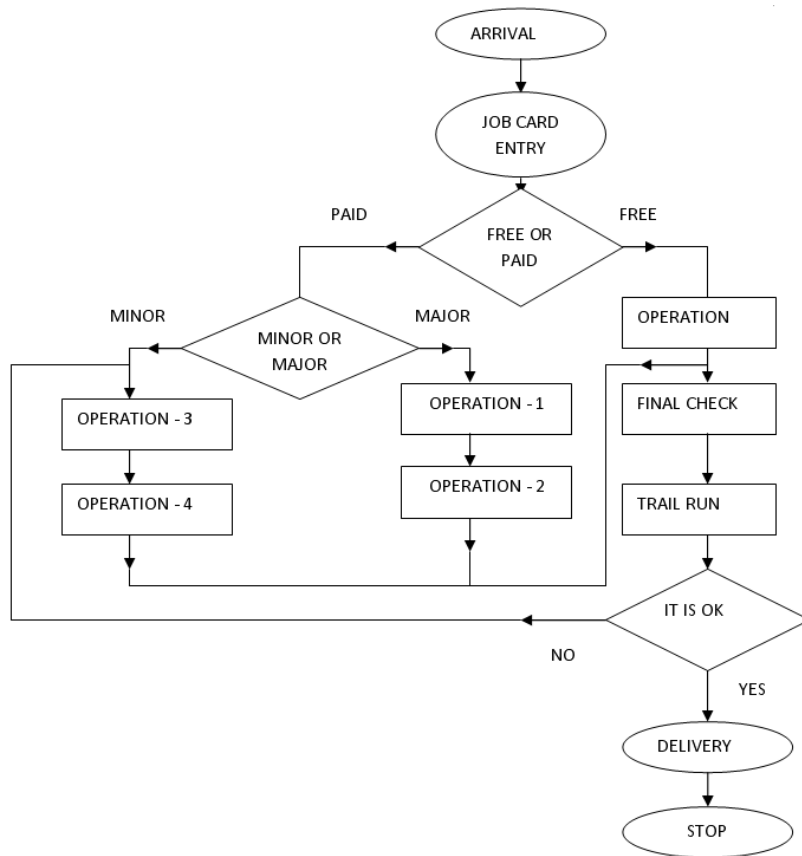 ARRIVAL
JOB CARD
ENTRY
PAID
FREE
FREE OR
PAID
MINOR
MAJOR
MINOR OR
MAJOR
OPERATION
OPERATION - 3
OPERATION - 1
FINAL CHECK
OPERATION - 4
OPERATION - 2
TRAIL RUN
IT IS OK
NO
YES
DELIVERY
STOP